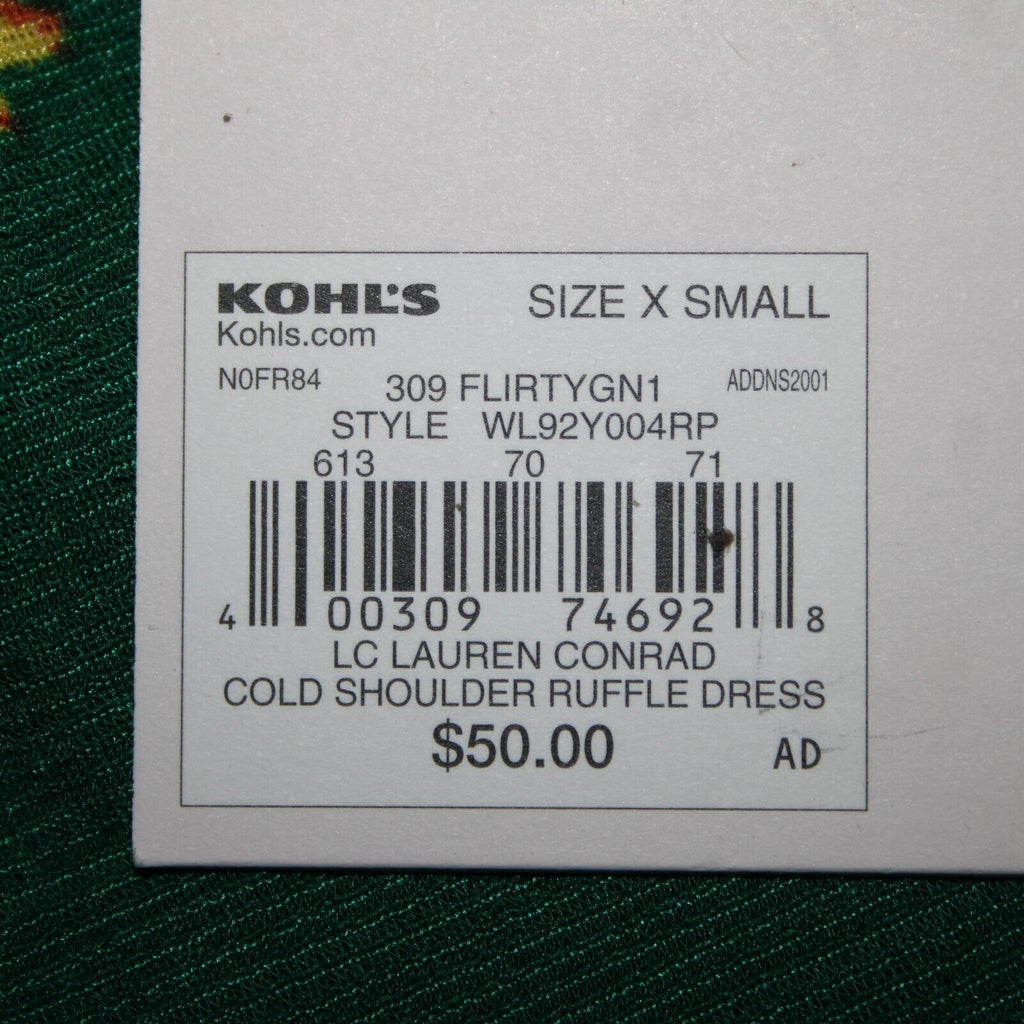 KOHL'S SIZE X SMALL
Kohls.com
N0FR84 309 FLIRTYGN1 ADDNS2001
STYLE WL92Y004RP
613 70 71
4 00309 74692 8
LC LAUREN CONRAD
COLD SHOULDER RUFFLE DRESS
$50.00 AD